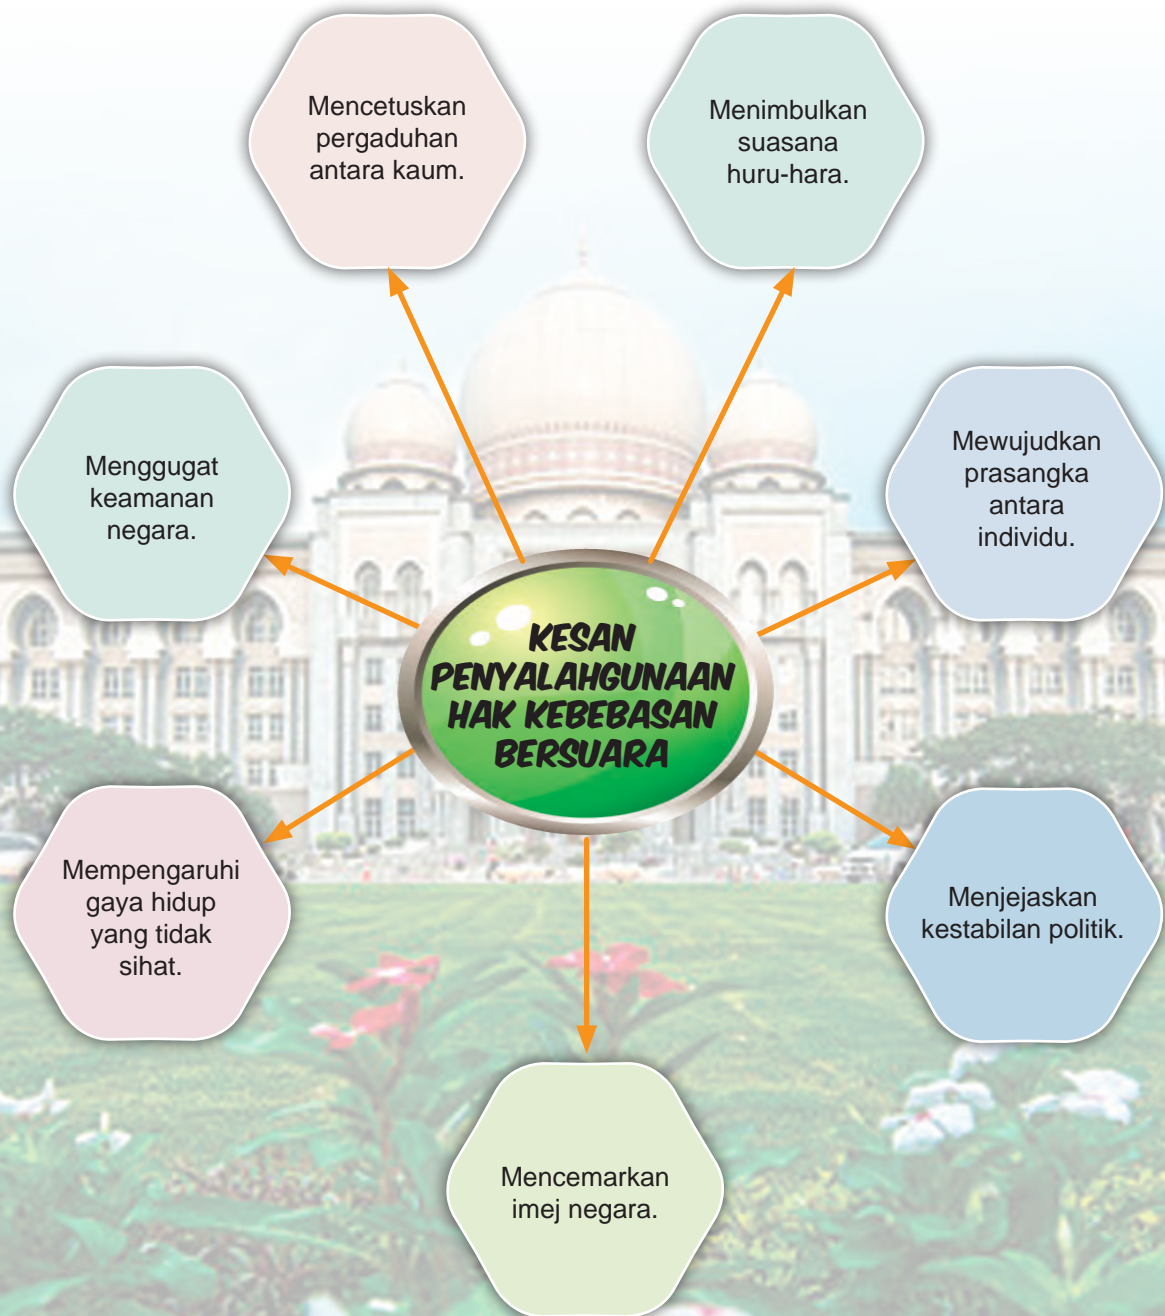 Mencetuskan
pergaduhan
antara kaum.
Menimbulkan
suasana
huru-hara.
Menggugat
keamanan
negara.
Mewujudkan
prasangka
antara
individu.
KESAN
PENYALAHGUNAAN
HAK KEBEBASAN
BERSUARA
Mempengaruhi
gaya hidup
yang tidak
sihat.
Menjejaskan
kestabilan politik.
Mencemarkan
imej negara.